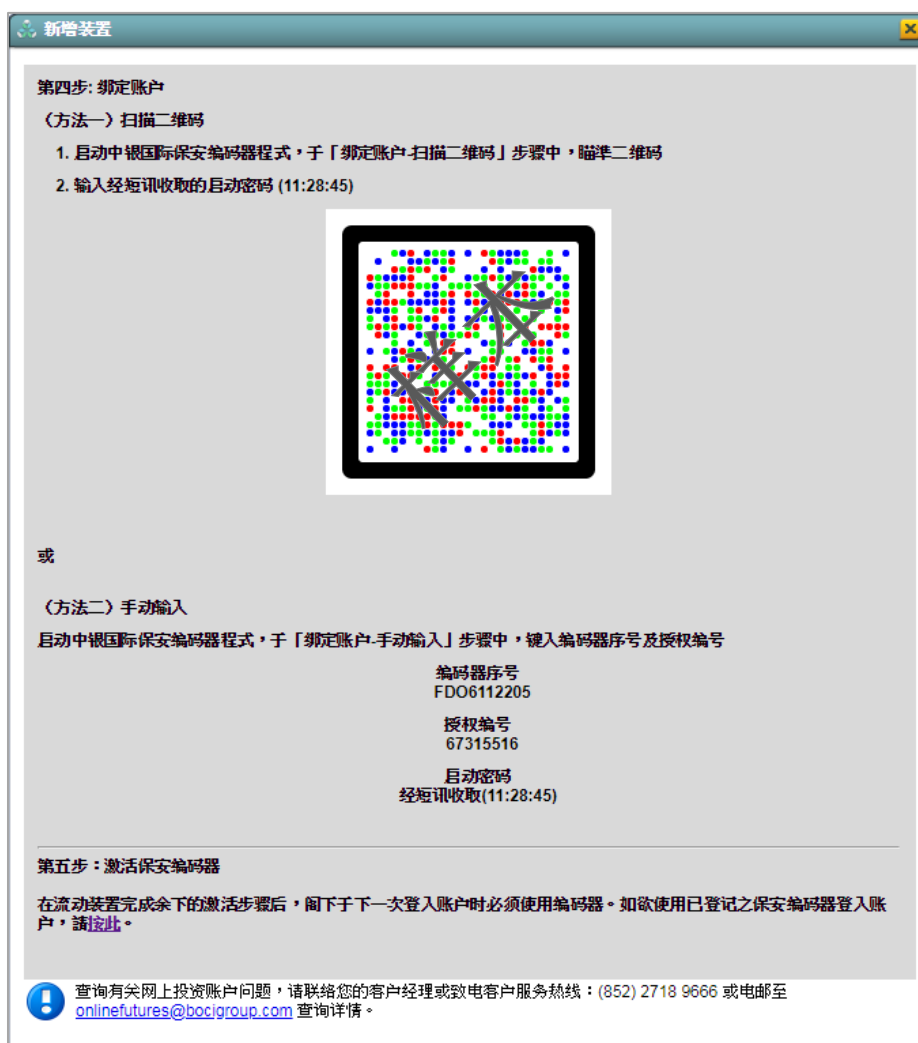 新增装置
第四步: 绑定账户
（方法一）扫描二维码
1. 启动中银国际保安编码器程式，于「绑定账户-扫描二维码」步骤中，瞄準二维码
2. 输入经短讯收取的启动密码 (11:28:45)
样本
或
（方法二）手动输入
启动中银国际保安编码器程式，于「绑定账户-手动输入」步骤中，键入编码器序号及授权编号
编码器序号
FDO6112205
授权编号
67315516
启动密码
经短讯收取(11:28:45)
第五步：激活保安编码器
在流动装置完成余下的激活步骤后，阁下于下一次登入账户时必须使用编码器。如欲使用已登记之保安编码器登入账
户，請按此。
查询有关网上投资账户问题，请联络您的客户经理或致电客户服务热线：(852) 2718 9666 或电邮至
onlinefutures@bocigroup.com 查询详情。